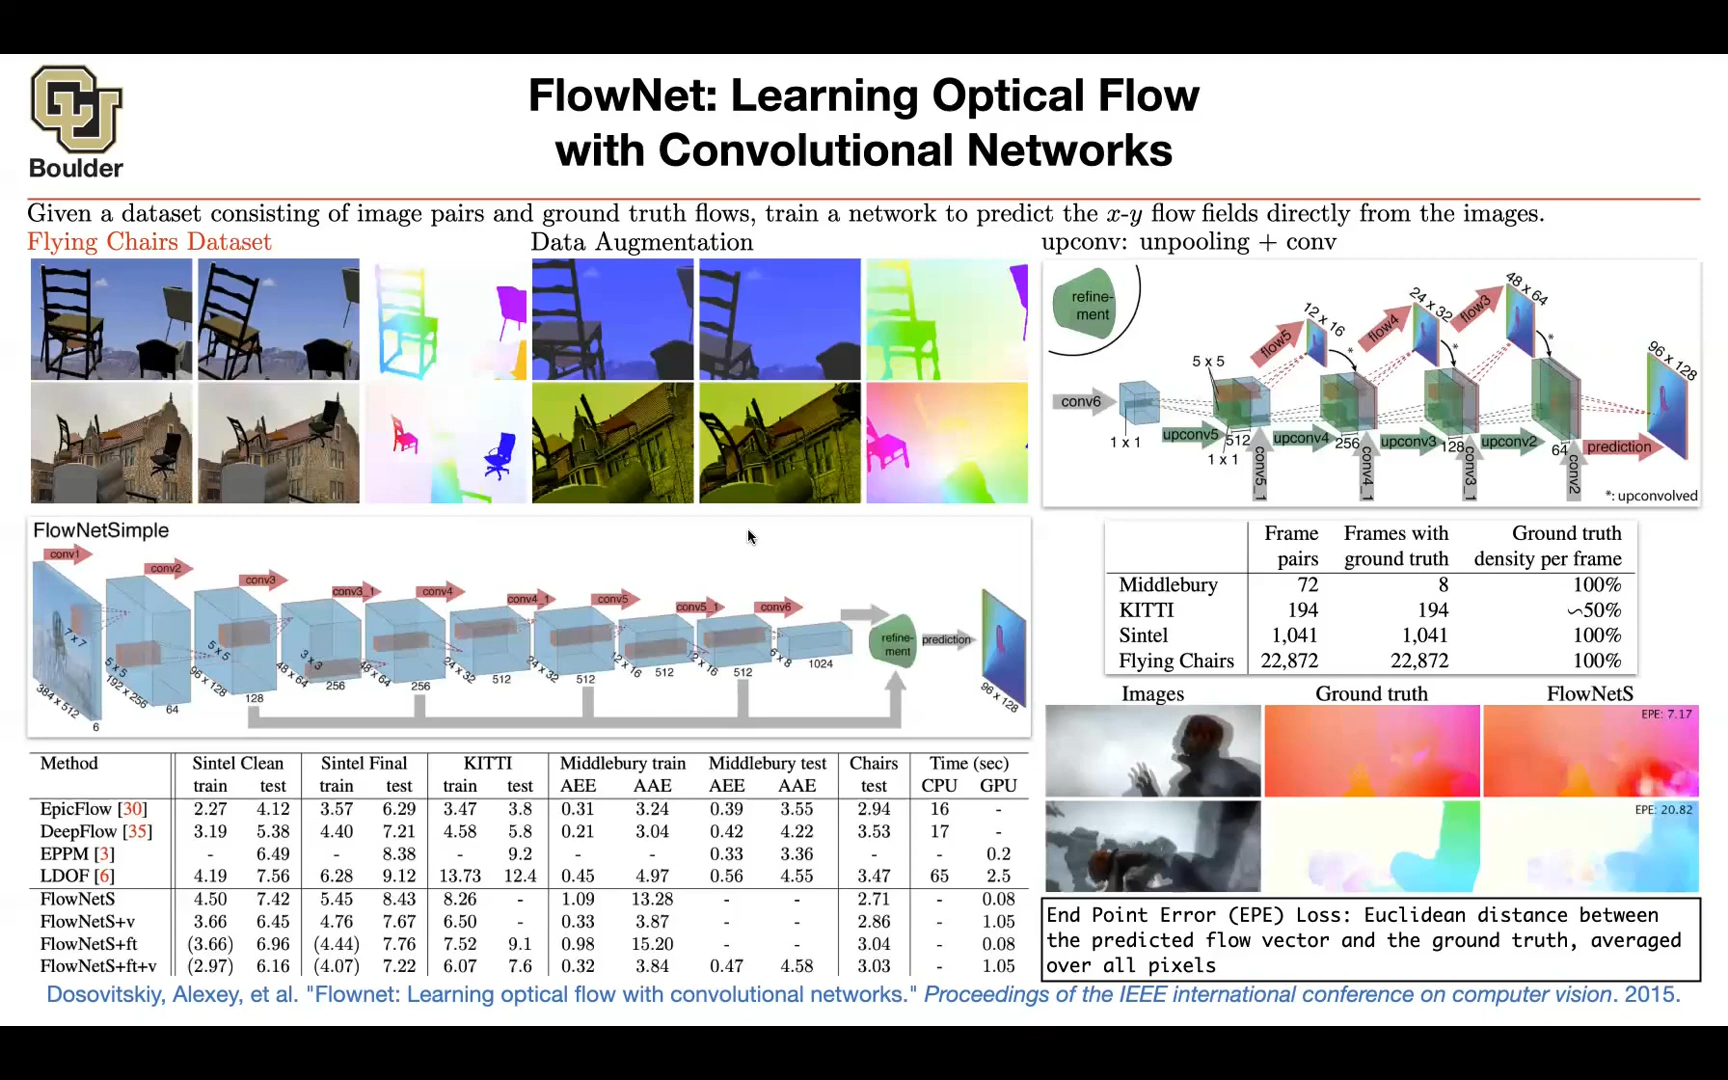 CU
Boulder
FlowNet: Learning Optical Flow
with Convolutional Networks
Given a dataset consisting of image pairs and ground truth flows, train a network to predict the x-y flow fields directly from the images.
Flying Chairs Dataset
Data Augmentation
upconv: unpooling + conv
refine-
ment
conv6
1 x 1
upconv5
5 x 5
512
1 x 1
conv5_1
flow5
12 x 16
*
upconv4
256
conv4_1
flow4
24 x 32
*
upconv3
128
conv3_1
flow3
48 x 64
*
upconv2
64
conv2
prediction
96 x 128
*: upconvolved
FlowNetSimple
conv1
conv2
conv3
conv3_1
conv4
conv4_1
conv5
conv5_1
conv6
7 x 7
384 x 512
6
5 x 5
192 x 256
64
5 x 5
96 x 128
128
3 x 3
48 x 64
256
48 x 64
256
24 x 32
512
24 x 32
512
12 x 16
512
12 x 16
512
6 x 8
1024
refine-
ment
prediction
96 x 128
Frame pairs Frames with ground truth Ground truth density per frame
Middlebury 72 8 100%
KITTI 194 194 ~50%
Sintel 1,041 1,041 100%
Flying Chairs 22,872 22,872 100%
Images Ground truth FlowNetS
EPE: 7.17
EPE: 20.82
Method Sintel Clean Sintel Final KITTI Middlebury train Middlebury test Chairs Time (sec)
train test train test train test AEE AAE AEE AAE test CPU GPU
EpicFlow [30] 2.27 4.12 3.57 6.29 3.47 3.8 0.31 3.24 0.39 3.55 2.94 16 -
DeepFlow [35] 3.19 5.38 4.40 7.21 4.58 5.8 0.21 3.04 0.42 4.22 3.53 17 -
EPPM [3] - 6.49 - 8.38 - 9.2 - - 0.33 3.36 - - 0.2
LDOF [6] 4.19 7.56 6.28 9.12 13.73 12.4 0.45 4.97 0.56 4.55 3.47 65 2.5
FlowNetS 4.50 7.42 5.45 8.43 8.26 - 1.09 13.28 - - 2.71 - 0.08
FlowNetS+v 3.66 6.45 4.76 7.67 6.50 - 0.33 3.87 - - 2.86 - 1.05
FlowNetS+ft (3.66) 6.96 (4.44) 7.76 7.52 9.1 0.98 15.20 - - 3.04 - 0.08
FlowNetS+ft+v (2.97) 6.16 (4.07) 7.22 6.07 7.6 0.32 3.84 0.47 4.58 3.03 - 1.05
End Point Error (EPE) Loss: Euclidean distance between
the predicted flow vector and the ground truth, averaged
over all pixels
Dosovitskiy, Alexey, et al. "Flownet: Learning optical flow with convolutional networks." Proceedings of the IEEE international conference on computer vision. 2015.